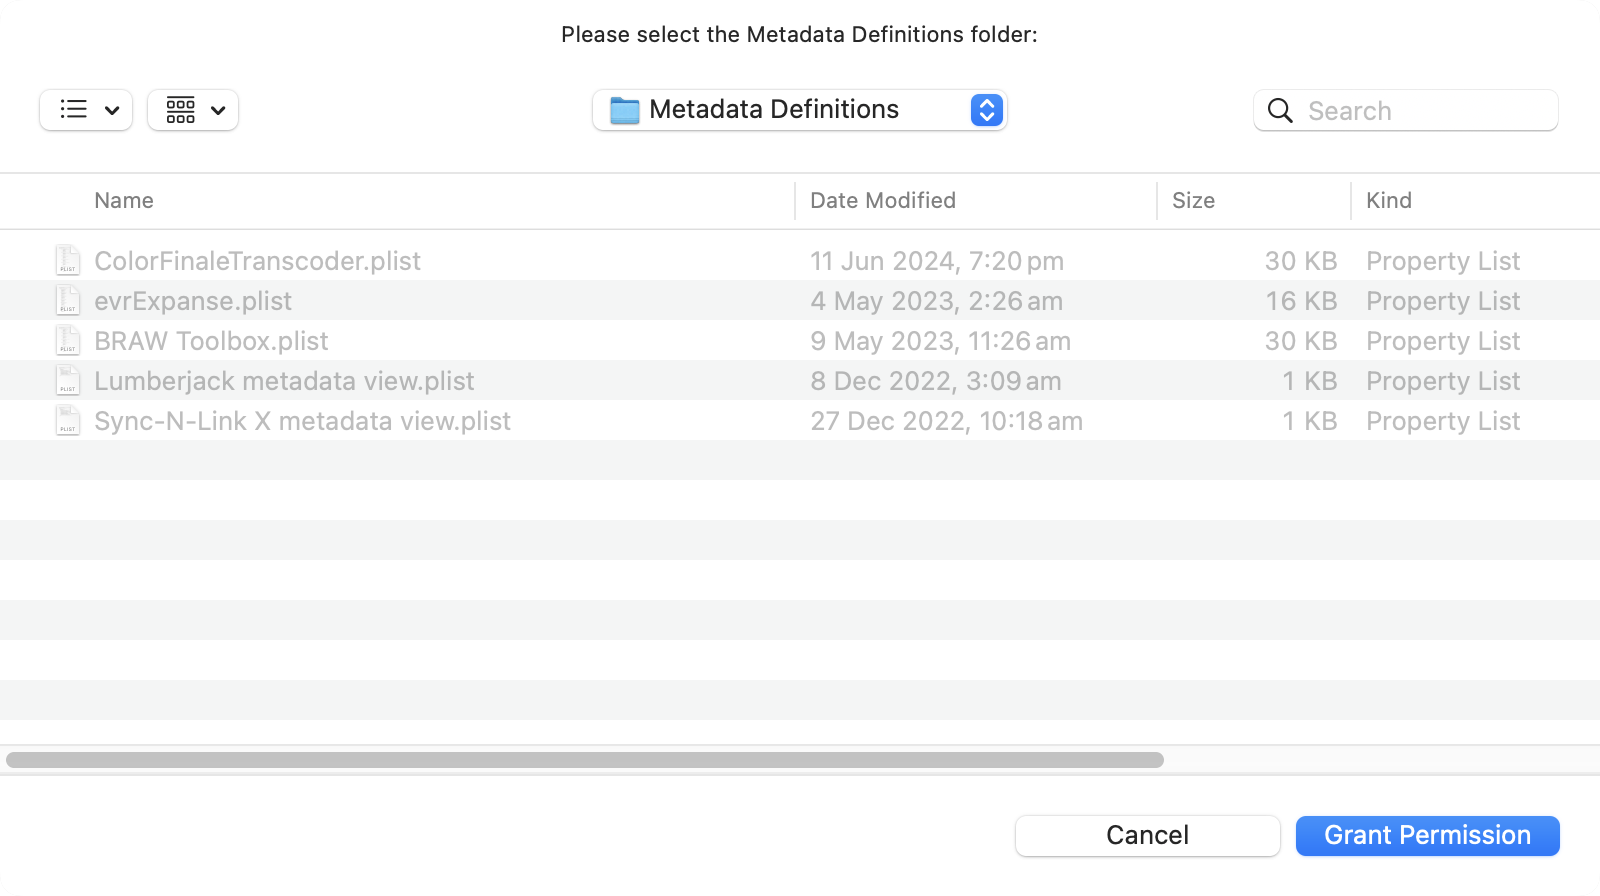 Please select the Metadata Definitions folder:
Metadata Definitions
Search
Name Date Modified Size Kind
ColorFinaleTranscoder.plist 11 Jun 2024, 7:20 pm 30 KB Property List
evrExpanse.plist 4 May 2023, 2:26 am 16 KB Property List
BRAW Toolbox.plist 9 May 2023, 11:26 am 30 KB Property List
Lumberjack metadata view.plist 8 Dec 2022, 3:09 am 1 KB Property List
Sync-N-Link X metadata view.plist 27 Dec 2022, 10:18 am 1 KB Property List
Cancel Grant Permission